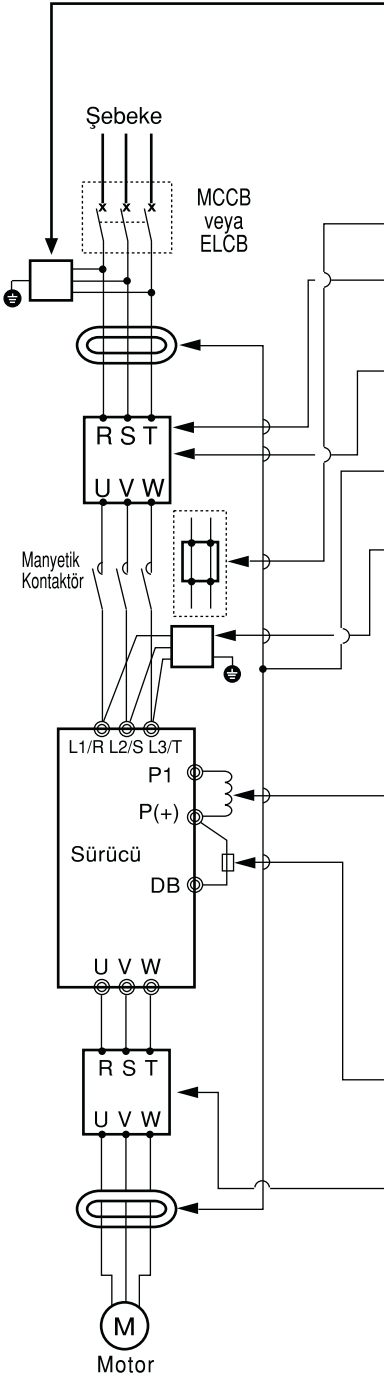 Şebeke
MCCB
veya
ELCB
R S T
U V W
Manyetik
Kontaktör
L1/R L2/S L3/T
P1
P(+)
Sürücü
DB
U V W
R S T
U V W
M
Motor